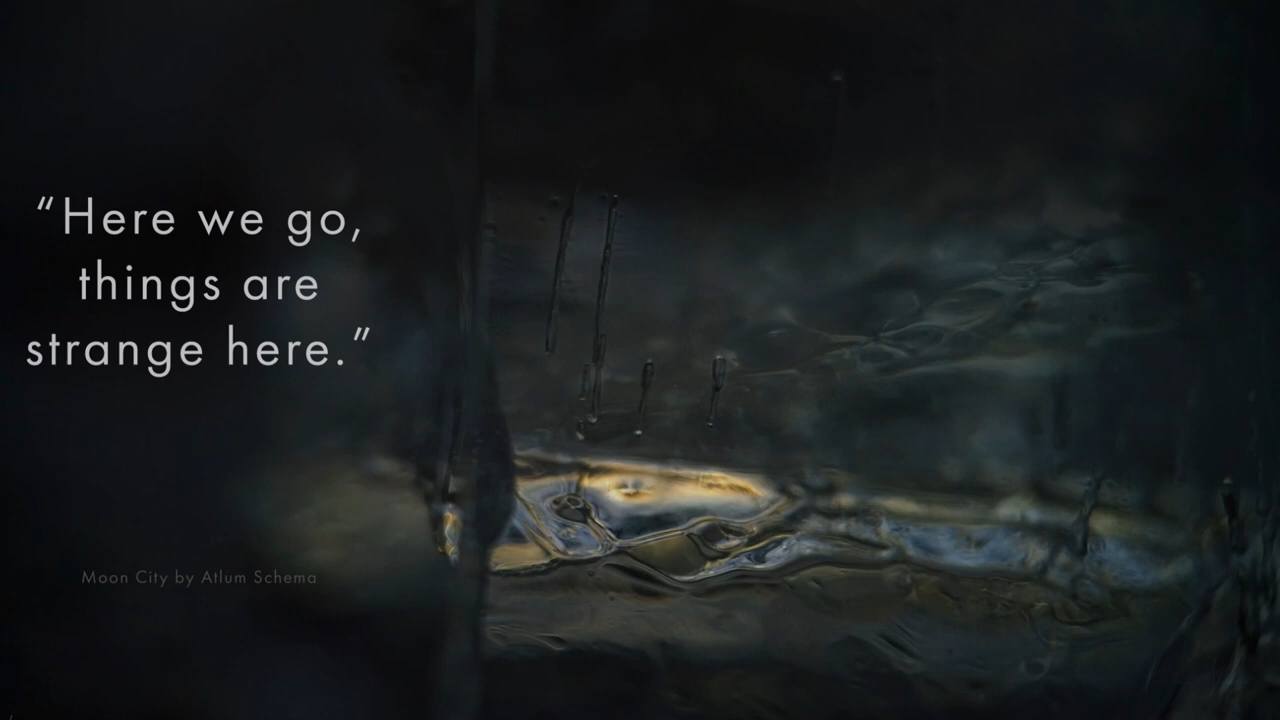 “Here we go,
things are
strange here.”
Moon City by Atlum Schema